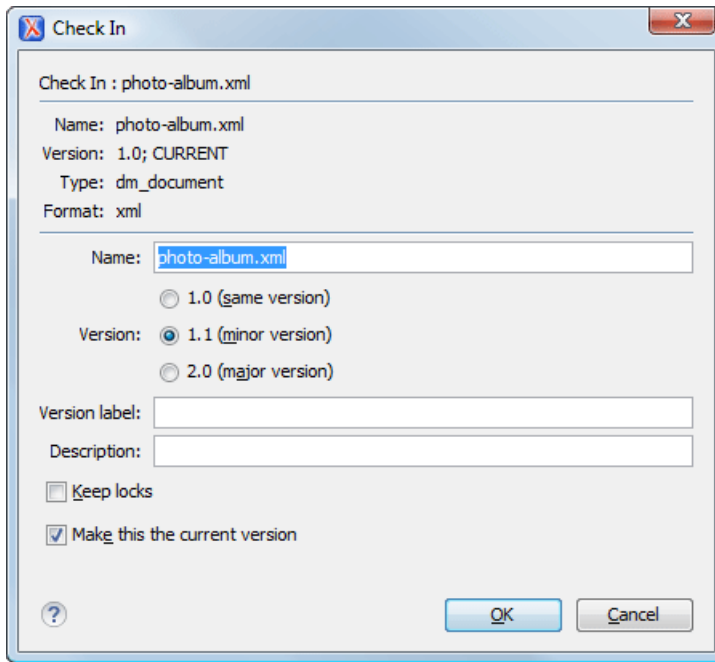 Check In
Check In : photo-album.xml
Name: photo-album.xml
Version: 1.0; CURRENT
Type: dm_document
Format: xml
Name: photo-album.xml
1.0 (same version)
Version: 1.1 (minor version)
2.0 (major version)
Version label:
Description:
Keep locks
Make this the current version
? OK Cancel